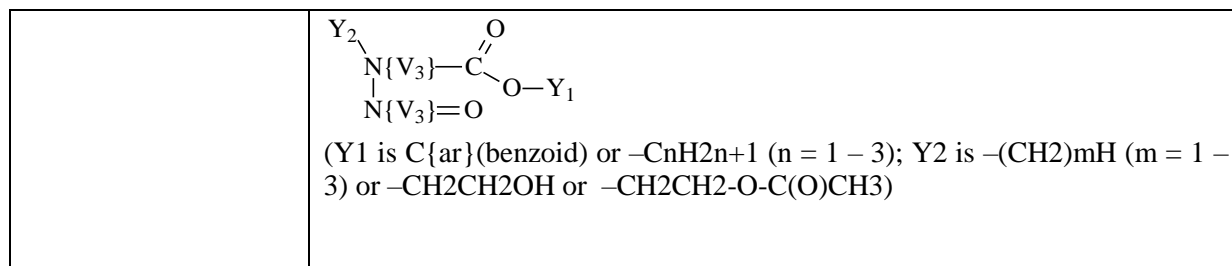 Y2 O
N{V3}—C
O—Y1
N{V3}=O
(Y1 is C{ar}(benzoid) or –CnH2n+1 (n = 1 – 3); Y2 is –(CH2)mH (m = 1 –
3) or –CH2CH2OH or –CH2CH2-O-C(O)CH3)